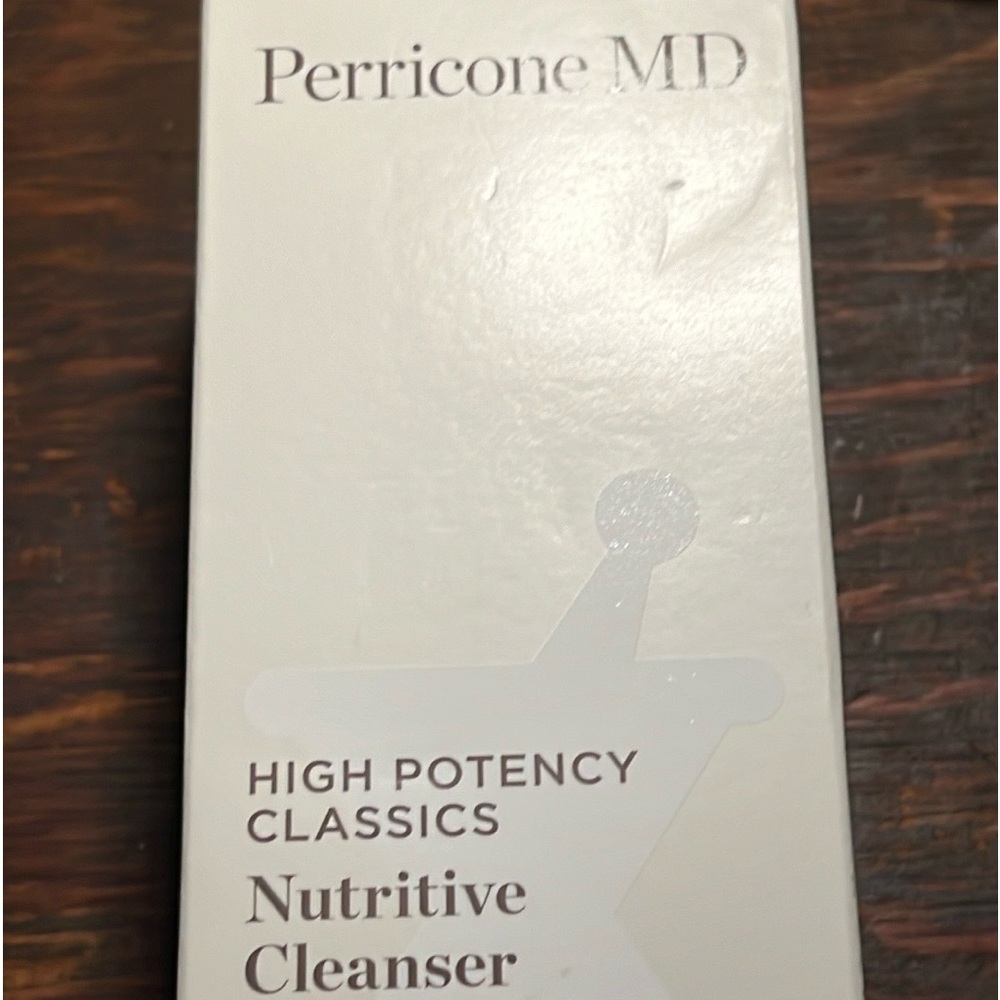 Perricone MD
HIGH POTENCY
CLASSICS
Nutritive
Cleanser